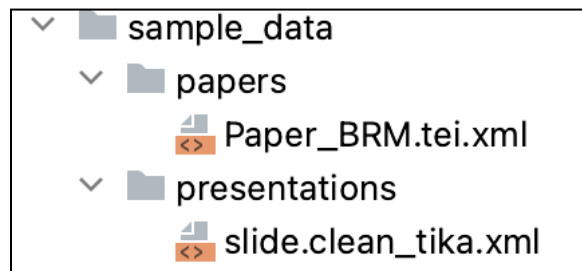 sample_data
papers
Paper_BRM.tei.xml
presentations
slide.clean_tika.xml